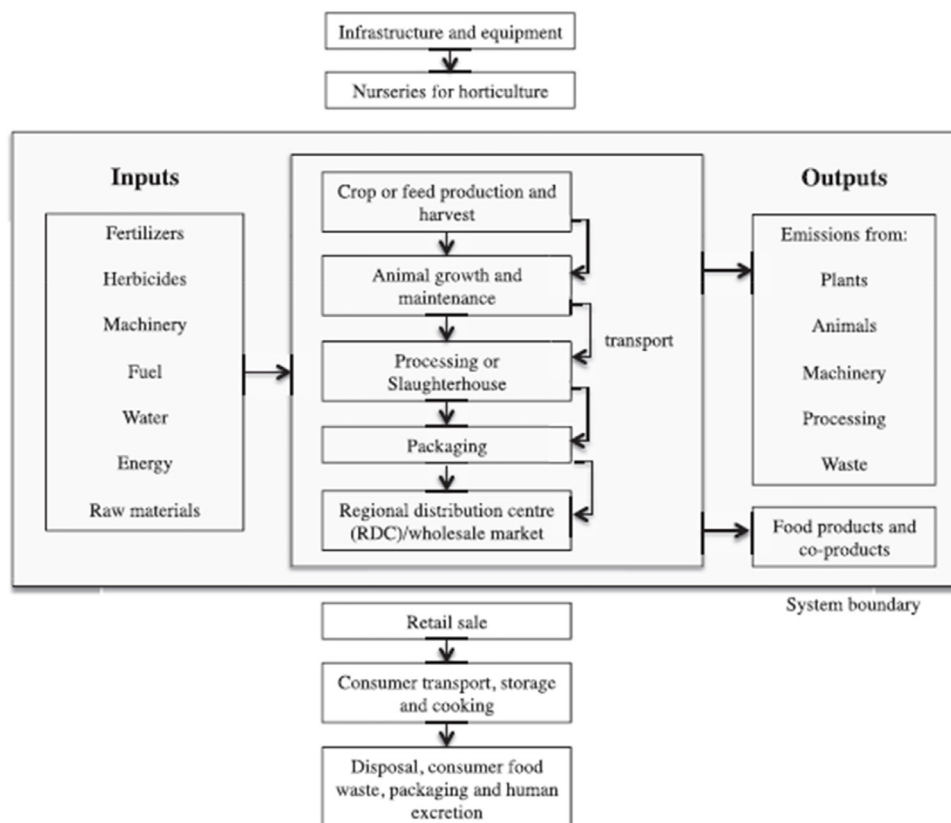 Infrastructure and equipment
Nurseries for horticulture
Inputs
Fertilizers
Herbicides
Machinery
Fuel
Water
Energy
Raw materials
Crop or feed production and
harvest
Animal growth and
maintenance
Processing or
Slaughterhouse
Packaging
Regional distribution centre
(RDC)/wholesale market
transport
Outputs
Emissions from:
Plants
Animals
Machinery
Processing
Waste
Food products and
co-products
System boundary
Retail sale
Consumer transport, storage
and cooking
Disposal, consumer food
waste, packaging and human
excretion